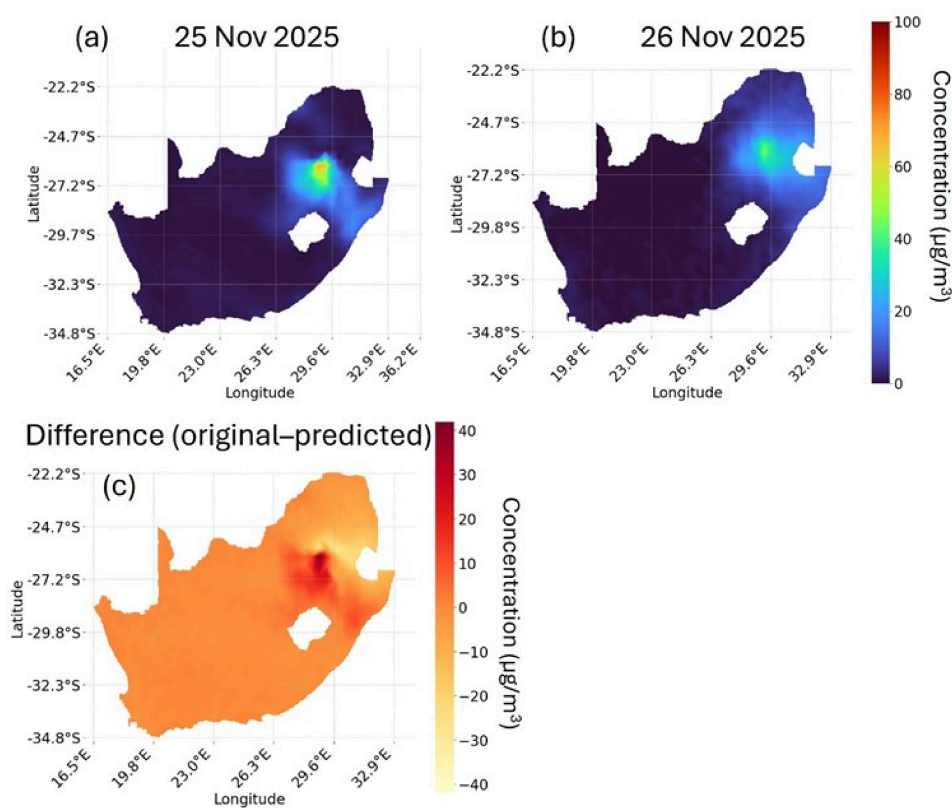 (a)
25 Nov 2025
-22.2°S
-24.7°S
-27.2°S
-29.7°S
-32.3°S
-34.8°S
Latitude
16.5°E
19.8°E
23.0°E
26.3°E
29.6°E
32.9°E
36.2°E
Longitude
(b)
26 Nov 2025
-22.2°S
-24.7°S
-27.2°S
-29.8°S
-32.3°S
-34.8°S
Latitude
16.5°E
19.8°E
23.0°E
26.3°E
29.6°E
32.9°E
Longitude
100
80
60
40
20
0
Concentration (µg/m³)
Difference (original–predicted)
(c)
-22.2°S
-24.7°S
-27.2°S
-29.8°S
-32.3°S
-34.8°S
Latitude
16.5°E
19.8°E
23.0°E
26.3°E
29.6°E
32.9°E
Longitude
40
30
20
10
0
−10
−20
−30
−40
Concentration (µg/m³)